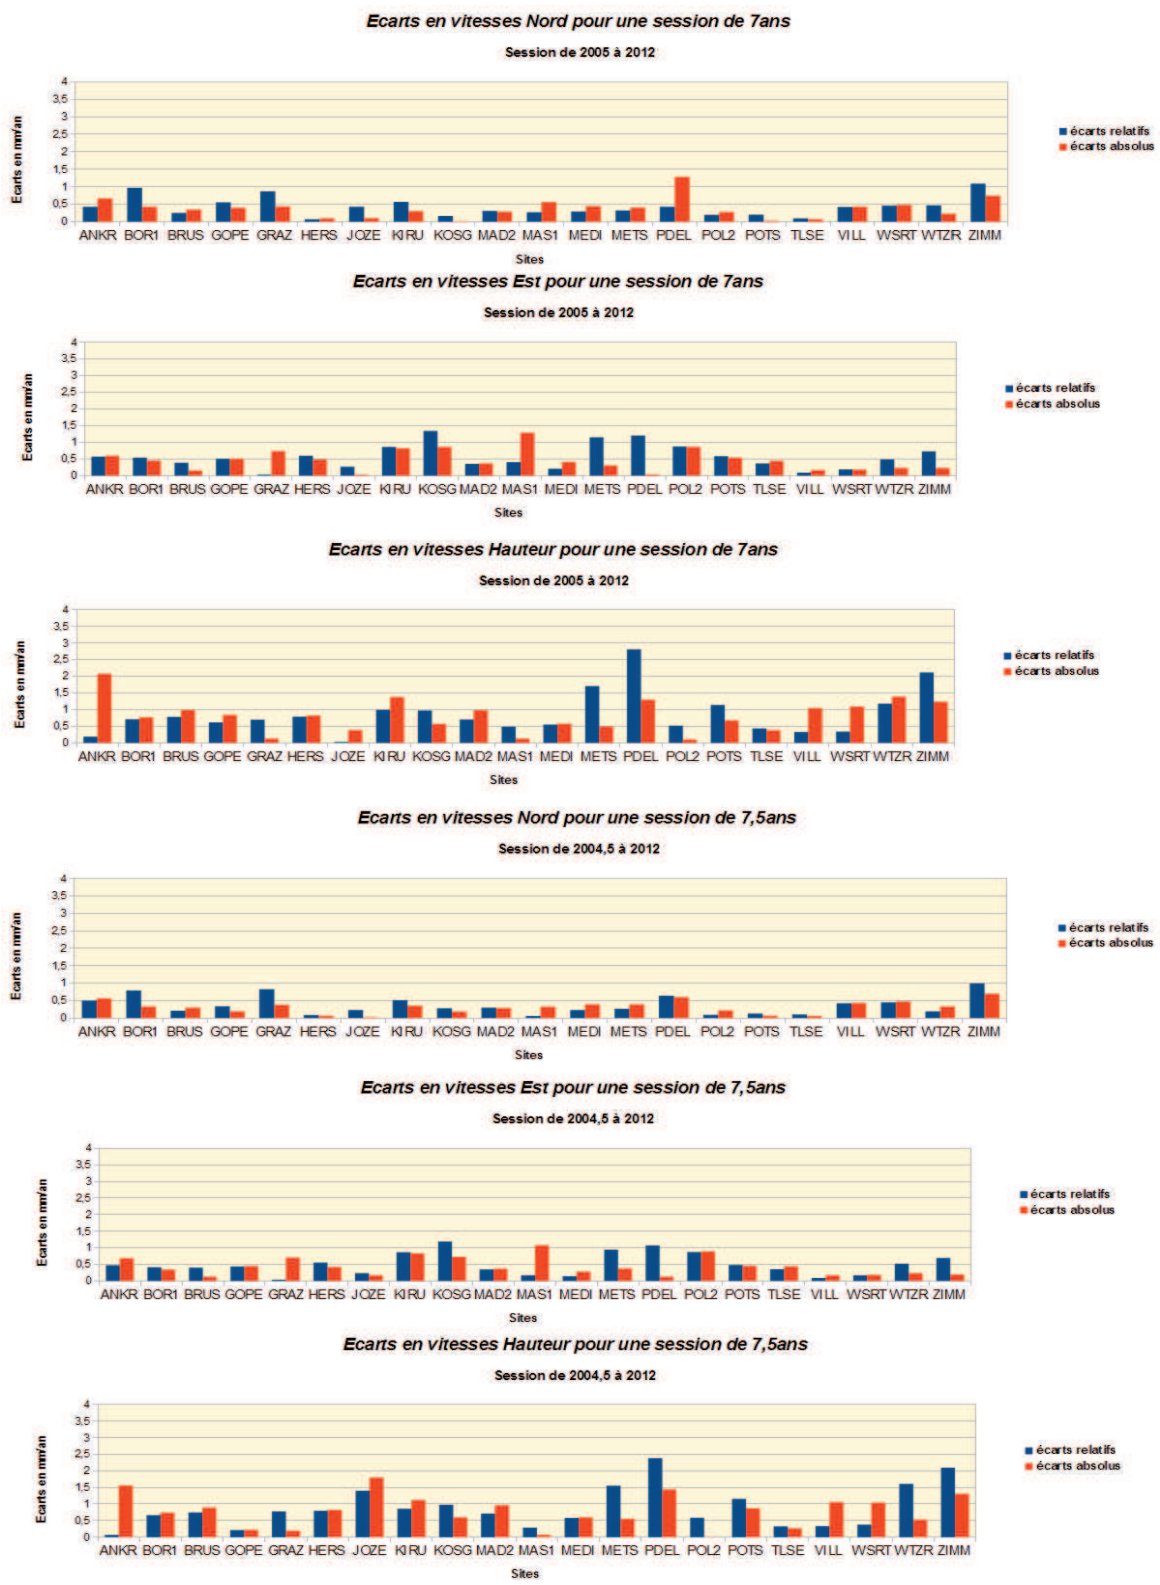 Ecarts en vitesses Nord pour une session de 7ans
Session de 2005 à 2012
Ecarts en mm/an
4
3,5
3
2,5
2
1,5
1
0,5
0
écarts relatifs
écarts absolus
ANKR BOR1 BRUS GOPE GRAZ HERS JOZE KIRU KOSG MAD2 MAS1 MEDI METS PDEL POL2 POTS TLSE VILL WSRT WTZR ZIMM
Sites
Ecarts en vitesses Est pour une session de 7ans
Session de 2005 à 2012
Ecarts en mm/an
4
3,5
3
2,5
2
1,5
1
0,5
0
écarts relatifs
écarts absolus
ANKR BOR1 BRUS GOPE GRAZ HERS JOZE KIRU KOSG MAD2 MAS1 MEDI METS PDEL POL2 POTS TLSE VILL WSRT WTZR ZIMM
Sites
Ecarts en vitesses Hauteur pour une session de 7ans
Session de 2005 à 2012
Ecarts en mm/an
4
3,5
3
2,5
2
1,5
1
0,5
0
écarts relatifs
écarts absolus
ANKR BOR1 BRUS GOPE GRAZ HERS JOZE KIRU KOSG MAD2 MAS1 MEDI METS PDEL POL2 POTS TLSE VILL WSRT WTZR ZIMM
Sites
Ecarts en vitesses Nord pour une session de 7,5ans
Session de 2004,5 à 2012
Ecarts en mm/an
4
3,5
3
2,5
2
1,5
1
0,5
0
écarts relatifs
écarts absolus
ANKR BOR1 BRUS GOPE GRAZ HERS JOZE KIRU KOSG MAD2 MAS1 MEDI METS PDEL POL2 POTS TLSE VILL WSRT WTZR ZIMM
Sites
Ecarts en vitesses Est pour une session de 7,5ans
Session de 2004,5 à 2012
Ecarts en mm/an
4
3,5
3
2,5
2
1,5
1
0,5
0
écarts relatifs
écarts absolus
ANKR BOR1 BRUS GOPE GRAZ HERS JOZE KIRU KOSG MAD2 MAS1 MEDI METS PDEL POL2 POTS TLSE VILL WSRT WTZR ZIMM
Sites
Ecarts en vitesses Hauteur pour une session de 7,5ans
Session de 2004,5 à 2012
Ecarts en mm/an
4
3,5
3
2,5
2
1,5
1
0,5
0
écarts relatifs
écarts absolus
ANKR BOR1 BRUS GOPE GRAZ HERS JOZE KIRU KOSG MAD2 MAS1 MEDI METS PDEL POL2 POTS TLSE VILL WSRT WTZR ZIMM
Sites